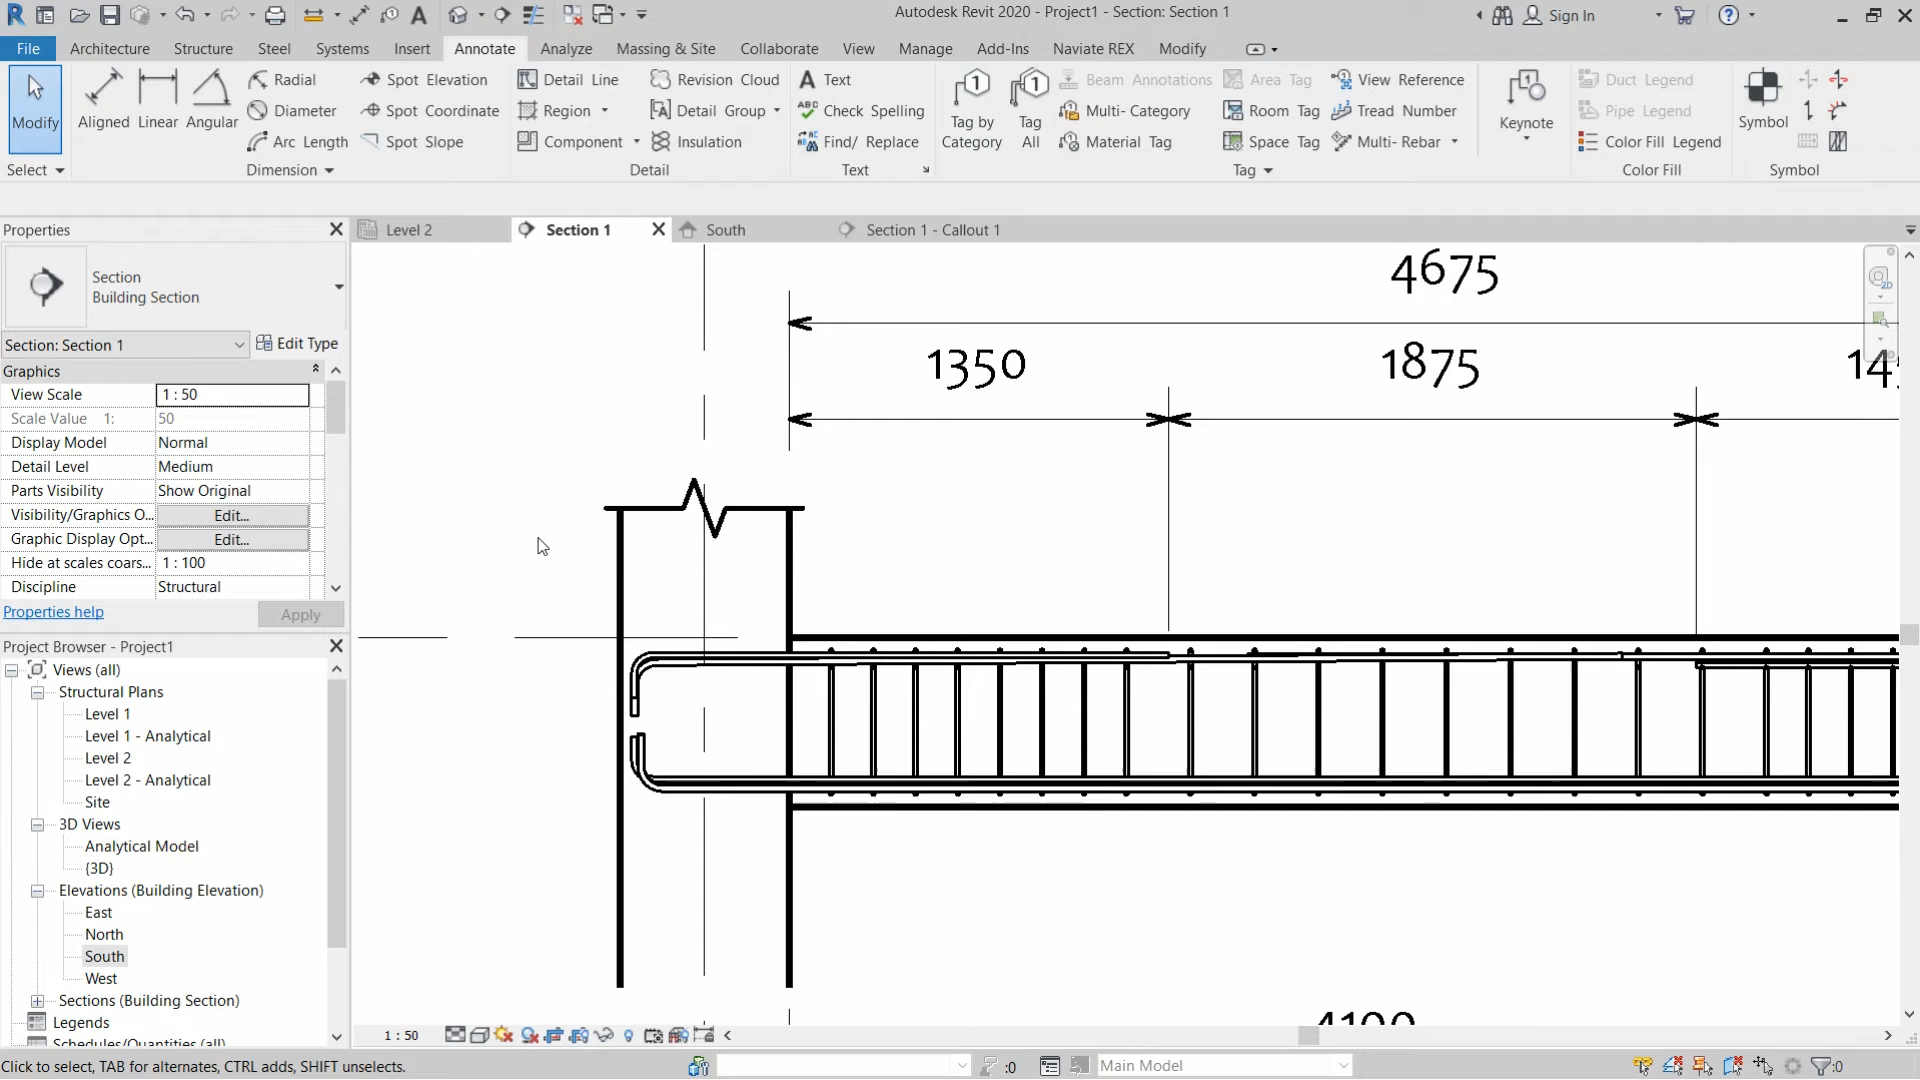 Autodesk Revit 2020 - Project1 - Section: Section 1
Sign In
File Architecture Structure Steel Systems Insert Annotate Analyze Massing & Site Collaborate View Manage Add-Ins Naviate REX Modify
Modify
Select
Aligned
Linear
Angular
Radial
Diameter
Arc Length
Spot Elevation
Spot Coordinate
Spot Slope
Dimension
Detail Line
Region
Component
Revision Cloud
Detail Group
Insulation
Detail
Text
Check Spelling
Find/ Replace
Text
Tag by
Category
Tag
All
Beam Annotations
Multi- Category
Material Tag
Area Tag
Room Tag
Space Tag
View Reference
Tread Number
Multi- Rebar
Tag
Keynote
Duct Legend
Pipe Legend
Color Fill Legend
Color Fill
Symbol
Symbol
Properties
Section
Building Section
Section: Section 1
Edit Type
Graphics
View Scale 1 : 50
Scale Value 1: 50
Display Model Normal
Detail Level Medium
Parts Visibility Show Original
Visibility/Graphics O... Edit...
Graphic Display Opt... Edit...
Hide at scales coars... 1 : 100
Discipline Structural
Properties help
Apply
Project Browser - Project1
Views (all)
Structural Plans
Level 1
Level 1 - Analytical
Level 2
Level 2 - Analytical
Site
3D Views
Analytical Model
{3D}
Elevations (Building Elevation)
East
North
South
West
Sections (Building Section)
Legends
Schedules/Quantities (all)
Level 2
Section 1
South
Section 1 - Callout 1
4675
1350
1875
4100
1 : 50
Click to select, TAB for alternates, CTRL adds, SHIFT unselects.
:0
Main Model
:0